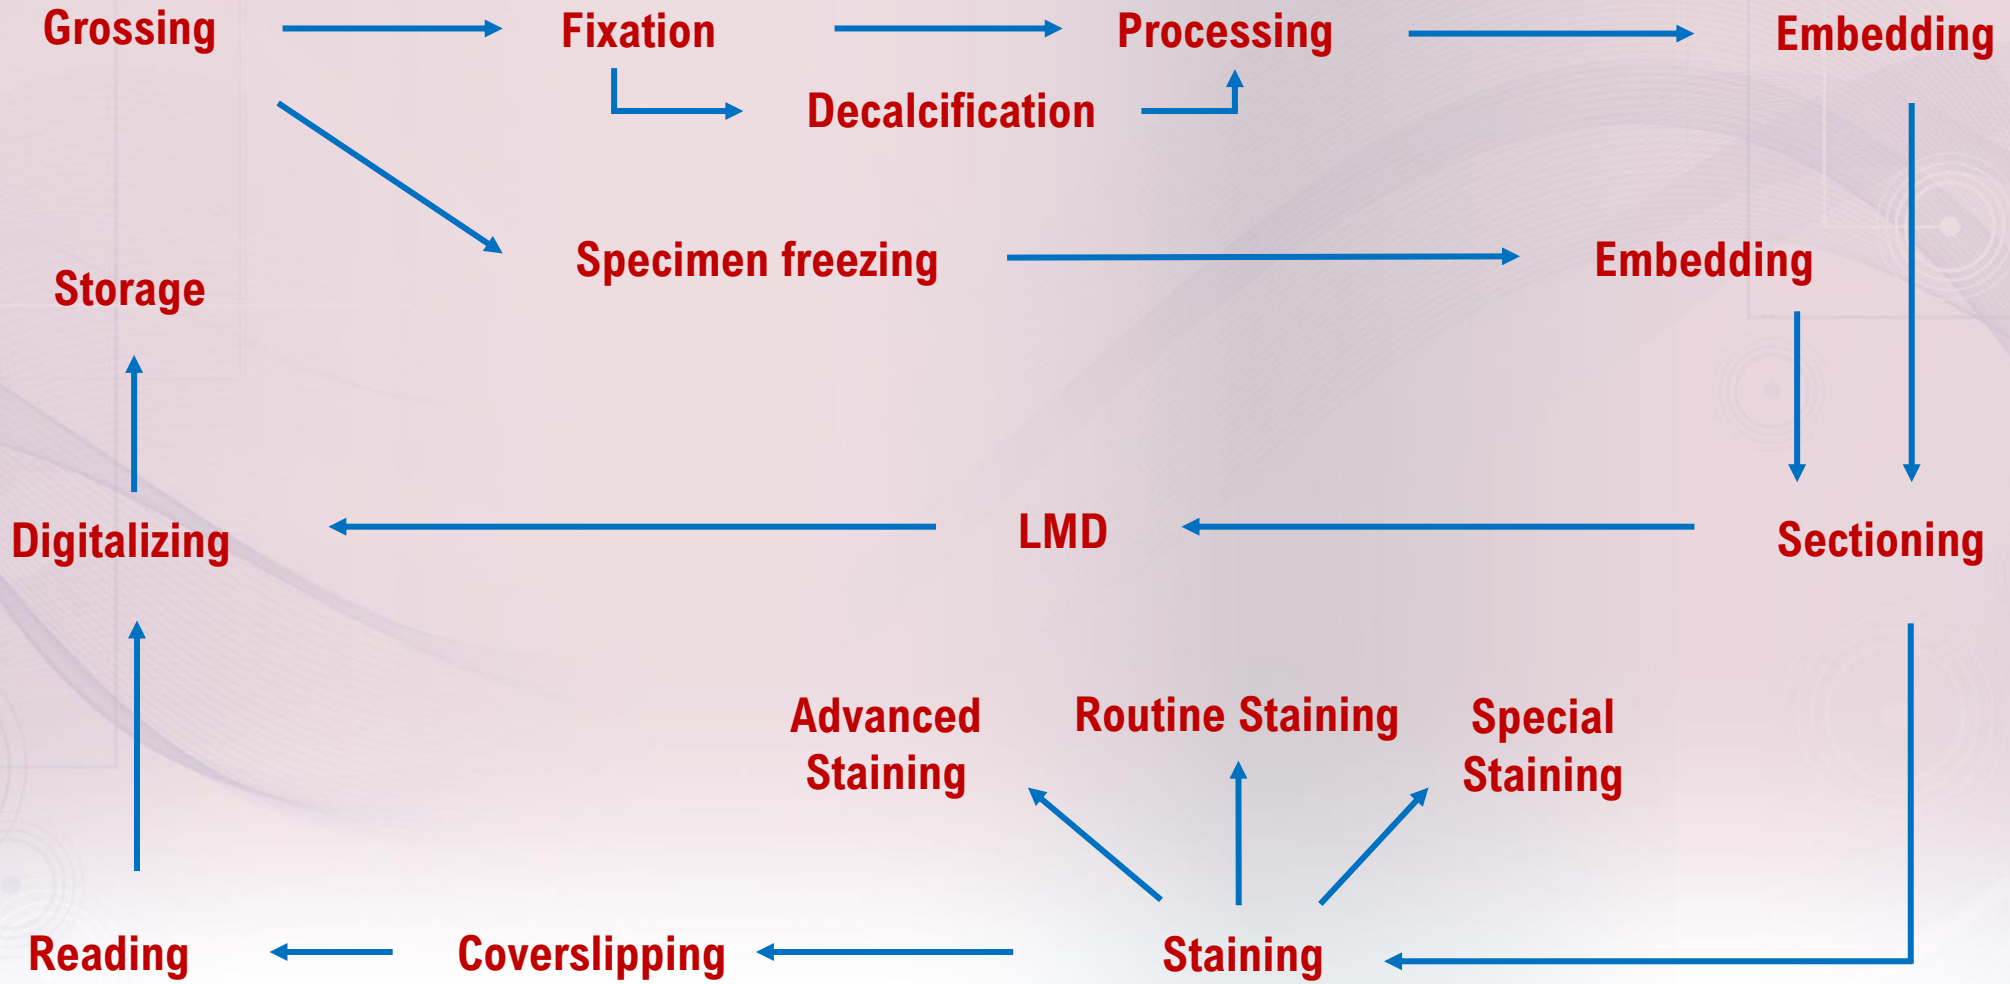 Grossing
Fixation
Processing
Embedding
Decalcification
Specimen freezing
Embedding
Storage
Digitalizing
LMD
Sectioning
Advanced
Staining
Routine Staining
Special
Staining
Reading
Coverslipping
Staining